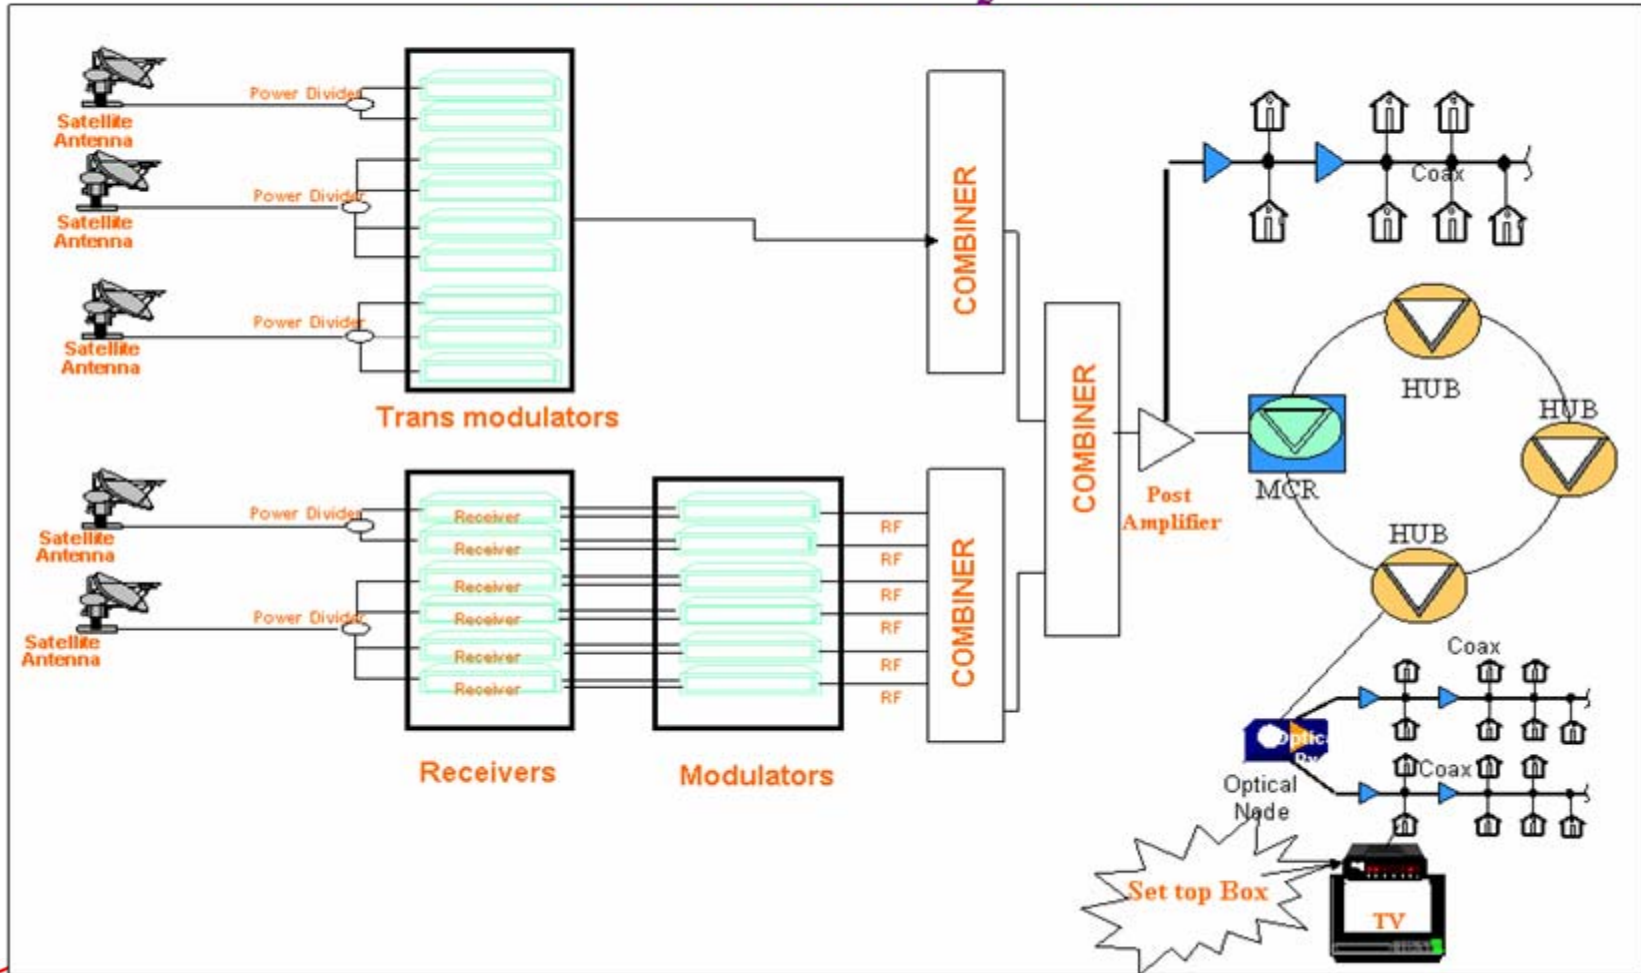 Power Divider
Satellite
Antenna
Power Divider
Satellite
Antenna
Power Divider
Satellite
Antenna
Trans modulators
COMBINER
Power Divider
Satellite
Antenna
Power Divider
Satellite
Antenna
Receiver
Receiver
Receiver
Receiver
Receiver
Receiver
Receivers
Modulators
RF
RF
RF
RF
RF
RF
COMBINER
COMBINER
Post
Amplifier
Coax
HUB
HUB
MCR
HUB
Coax
Optical
Node
Coax
Set top Box
TV